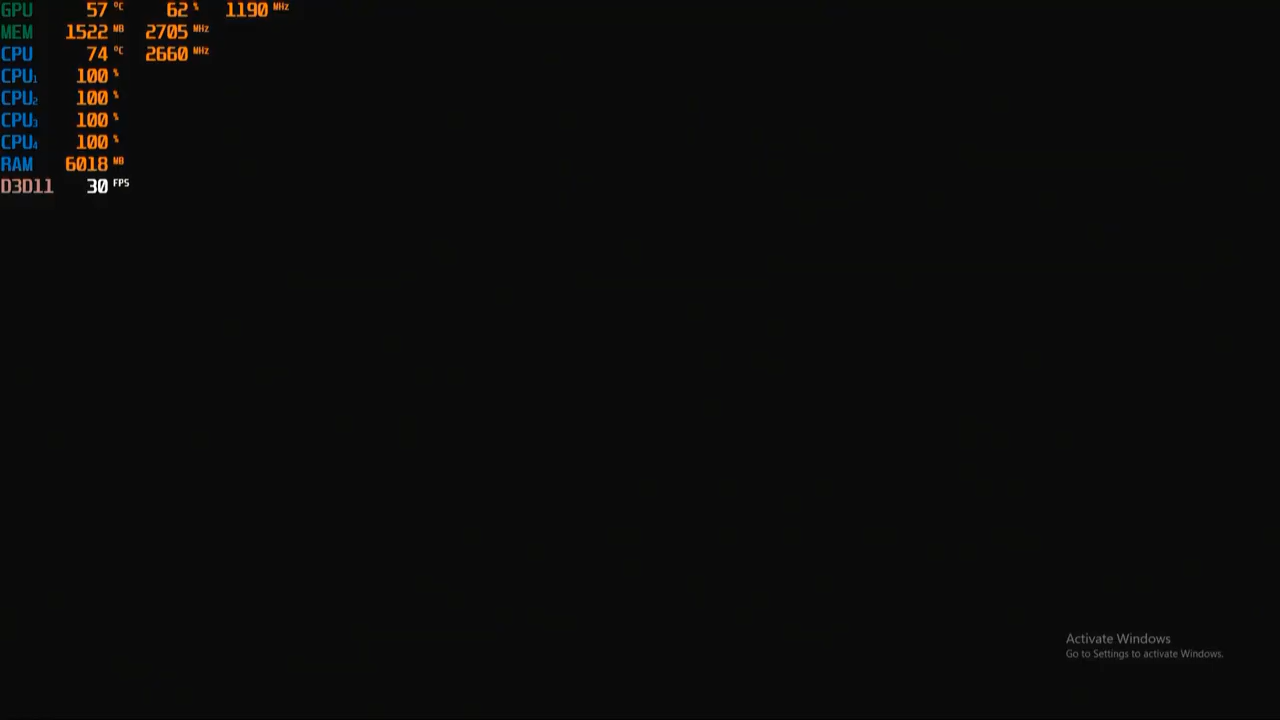 GPU 57 °C 62 % 1190 MHz
MEM 1522 MB 2705 MHz
CPU 74 °C 2660 MHz
CPU1 100 %
CPU2 100 %
CPU3 100 %
CPU4 100 %
RAM 6018 MB
D3D11 30 FPS
Activate Windows
Go to Settings to activate Windows.